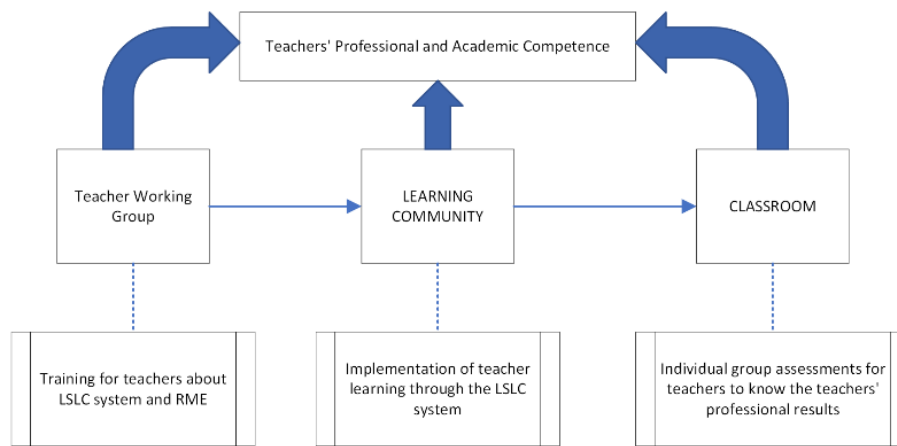 Teachers' Professional and Academic Competence
Teacher Working
Group
LEARNING
COMMUNITY
CLASSROOM
Training for teachers about
LSLC system and RME
Implementation of teacher
learning through the LSLC
system
Individual group assessments for
teachers to know the teachers'
professional results